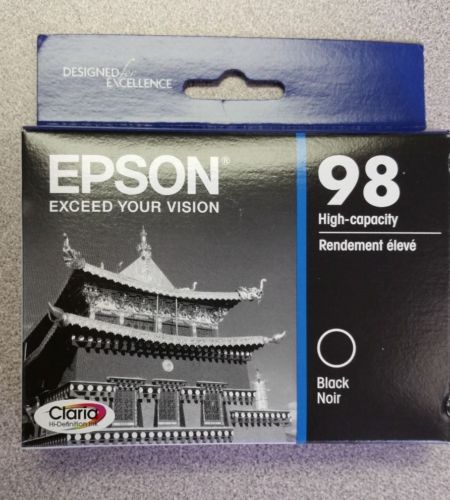 DESIGNED for
EXCELLENCE
EPSON®
EXCEED YOUR VISION
98
High-capacity
Rendement élevé
Black
Noir
Claria
Hi-Definition Ink